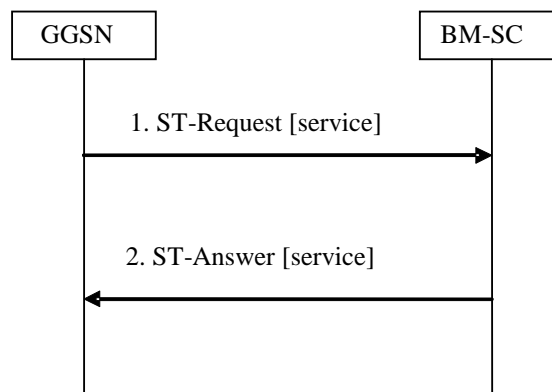 GGSN
BM-SC
1. ST-Request [service]
2. ST-Answer [service]